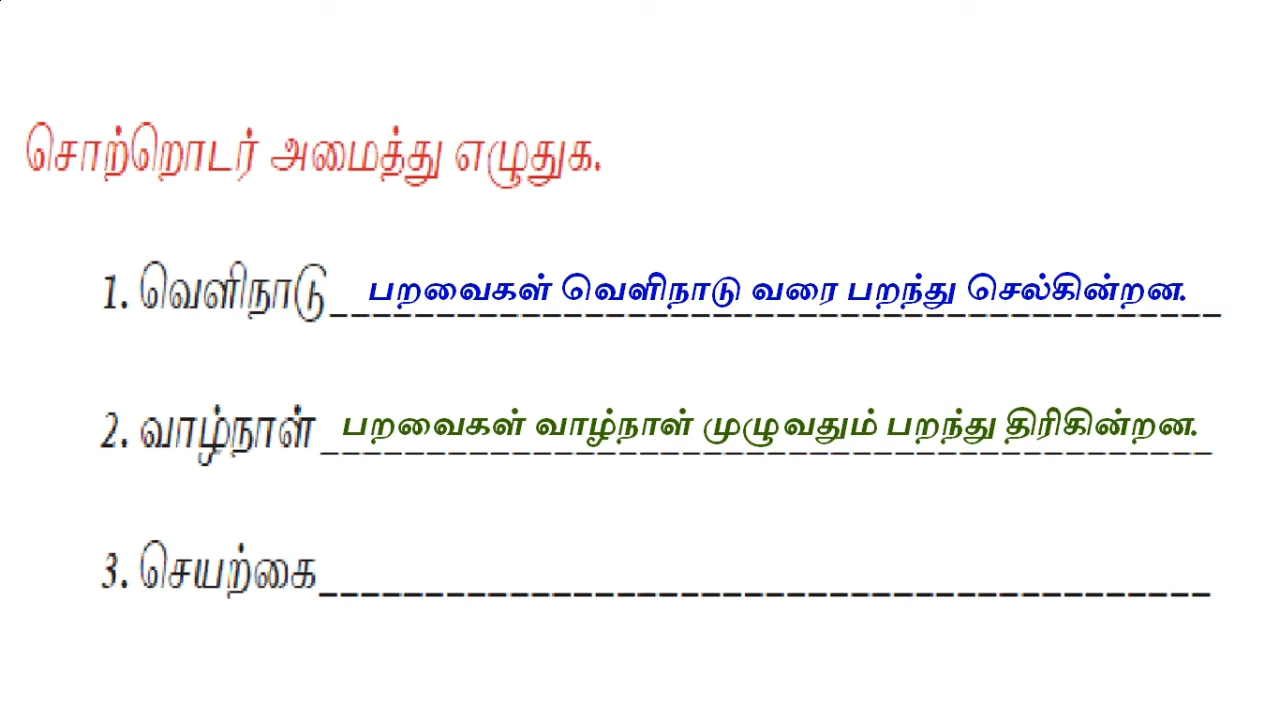 சொற்றொடர் அமைத்து எழுதுக.
1. வெளிநாடு பறவைகள் வெளிநாடு வரை பறந்து செல்கின்றன.
2. வாழ்நாள் பறவைகள் வாழ்நாள் முழுவதும் பறந்து திரிகின்றன.
3. செயற்கை